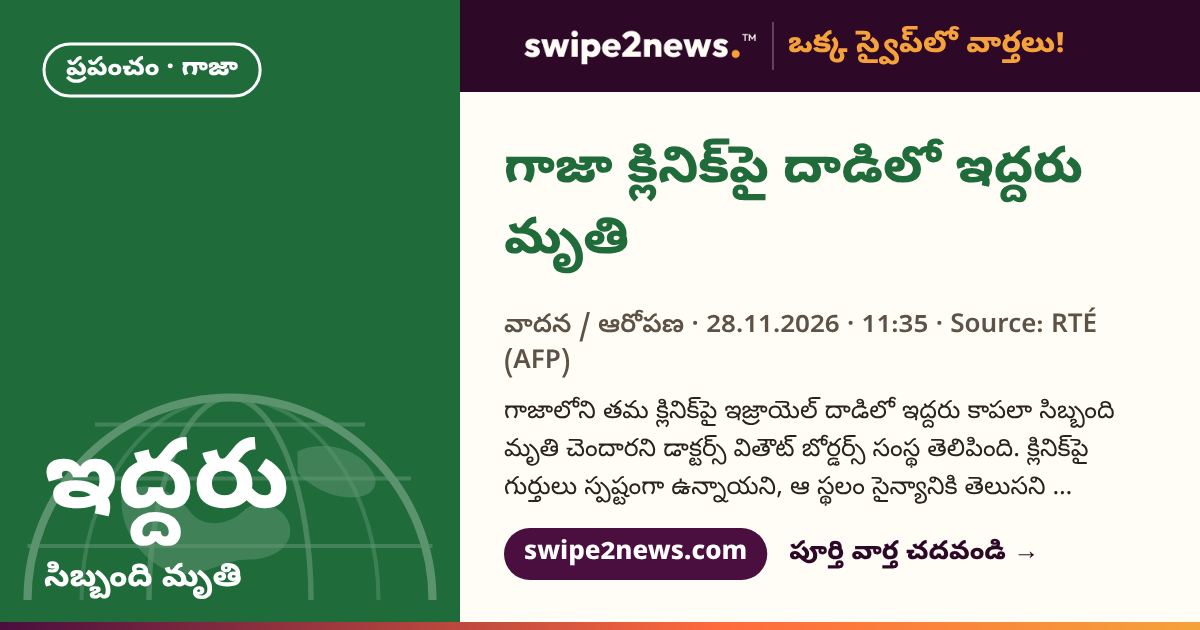 ప్రపంచం · గాజా
ఇద్దరు
సిబ్బంది మృతి
swipe2news.™
ఒక్క స్వైప్‌లో వార్తలు!
గాజా క్లినిక్‌పై దాడిలో ఇద్దరు
మృతి
వాదన / ఆరోపణ · 28.11.2026 · 11:35 · Source: RTÉ
(AFP)
గాజాలోని తమ క్లినిక్‌పై ఇజ్రాయెల్ దాడిలో ఇద్దరు కాపలా సిబ్బంది
మృతి చెందారని డాక్టర్స్ వితౌట్ బోర్డర్స్ సంస్థ తెలిపింది. క్లినిక్‌పై
గుర్తులు స్పష్టంగా ఉన్నాయని, ఆ స్థలం సైన్యానికి తెలుసని ...
swipe2news.com
పూర్తి వార్త చదవండి →